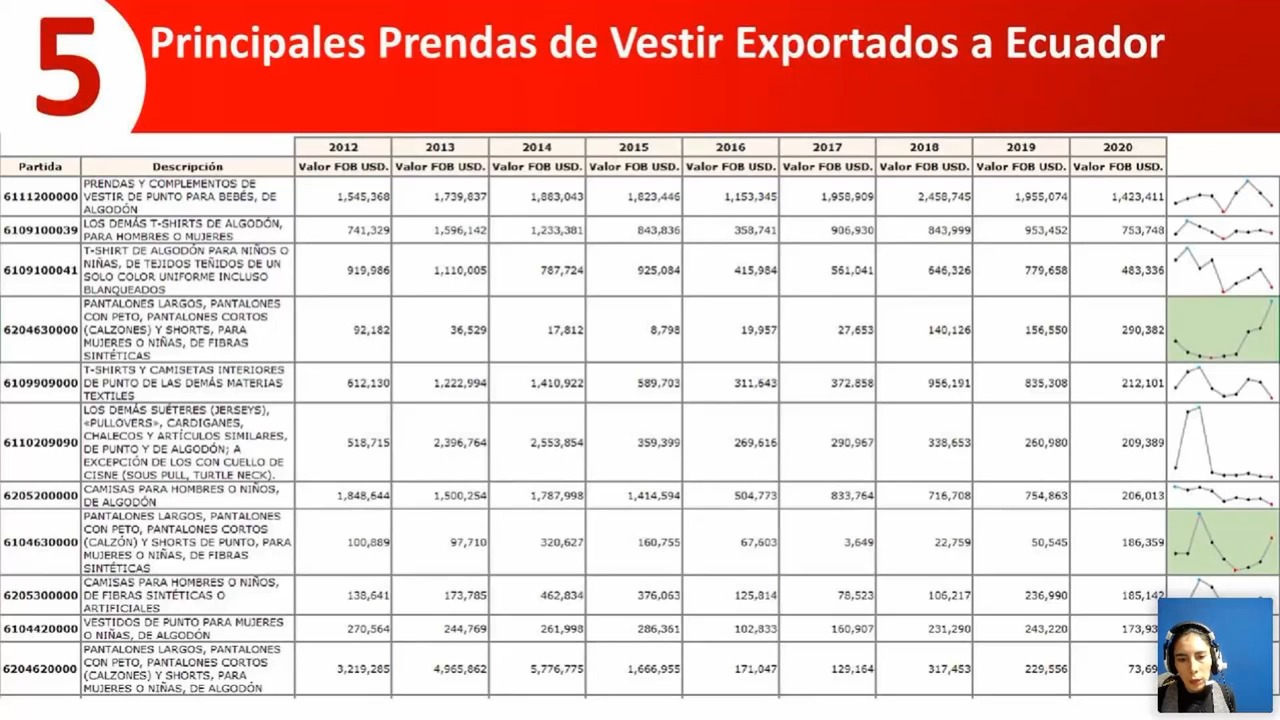 5
Principales Prendas de Vestir Exportados a Ecuador
2012 2013 2014 2015 2016 2017 2018 2019 2020
Partida Descripción Valor FOB USD. Valor FOB USD. Valor FOB USD. Valor FOB USD. Valor FOB USD. Valor FOB USD. Valor FOB USD. Valor FOB USD. Valor FOB USD.
PRENDAS Y COMPLEMENTOS DE
6111200000 VESTIR DE PUNTO PARA BEBÉS, DE 1,545,368 1,739,837 1,883,043 1,823,446 1,153,345 1,958,909 2,458,745 1,955,074 1,423,411
ALGODÓN
LOS DEMÁS T-SHIRTS DE ALGODÓN,
6109100039 741,329 1,596,142 1,233,381 843,836 358,741 906,930 843,999 953,452 753,748
PARA HOMBRES O MUJERES
T-SHIRT DE ALGODÓN PARA NIÑOS O
NIÑAS, DE TEJIDOS TEÑIDOS DE UN
6109100041 919,986 1,110,005 787,724 925,084 415,984 561,041 646,326 779,658 483,336
SOLO COLOR UNIFORME INCLUSO
BLANQUEADOS
PANTALONES LARGOS, PANTALONES
CON PETO, PANTALONES CORTOS
6204630000 (CALZONES) Y SHORTS, PARA 92,182 36,529 17,812 8,798 19,957 27,653 140,126 156,550 290,382
MUJERES O NIÑAS, DE FIBRAS
SINTÉTICAS
T-SHIRTS Y CAMISETAS INTERIORES
6109909000 DE PUNTO DE LAS DEMÁS MATERIAS 612,130 1,222,994 1,410,922 589,703 311,643 372,858 956,191 835,308 212,101
TEXTILES
LOS DEMÁS SUÉTERES (JERSEYS),
«PULLOVERS», CARDIGANES,
CHALECOS Y ARTÍCULOS SIMILARES,
6110209090 DE PUNTO Y DE ALGODÓN; A 518,715 2,396,764 2,553,854 359,399 269,616 290,967 338,653 260,980 209,389
EXCEPCIÓN DE LOS CON CUELLO DE
CISNE (SOUS PULL, TURTLE NECK).
CAMISAS PARA HOMBRES O NIÑOS,
6205200000 1,848,644 1,500,254 1,787,998 1,414,594 504,773 833,764 716,708 754,863 206,013
DE ALGODÓN
PANTALONES LARGOS, PANTALONES
CON PETO, PANTALONES CORTOS
6104630000 (CALZÓN) Y SHORTS DE PUNTO, PARA 100,889 97,710 320,627 160,755 67,603 3,649 22,759 50,545 186,359
MUJERES O NIÑAS, DE FIBRAS
SINTÉTICAS
CAMISAS PARA HOMBRES O NIÑOS,
6205300000 DE FIBRAS SINTÉTICAS O 138,641 173,785 462,834 376,063 125,814 78,523 106,217 236,990 185,142
ARTIFICIALES
VESTIDOS DE PUNTO PARA MUJERES
6104420000 270,564 244,769 261,998 286,361 102,833 160,907 231,290 243,220 173,93
O NIÑAS, DE ALGODÓN
PANTALONES LARGOS, PANTALONES
CON PETO, PANTALONES CORTOS
6204620000 3,219,285 4,965,862 5,776,775 1,666,955 171,047 129,164 317,453 229,556 73,69
(CALZONES) Y SHORTS, PARA
MUJERES O NIÑAS, DE ALGODÓN